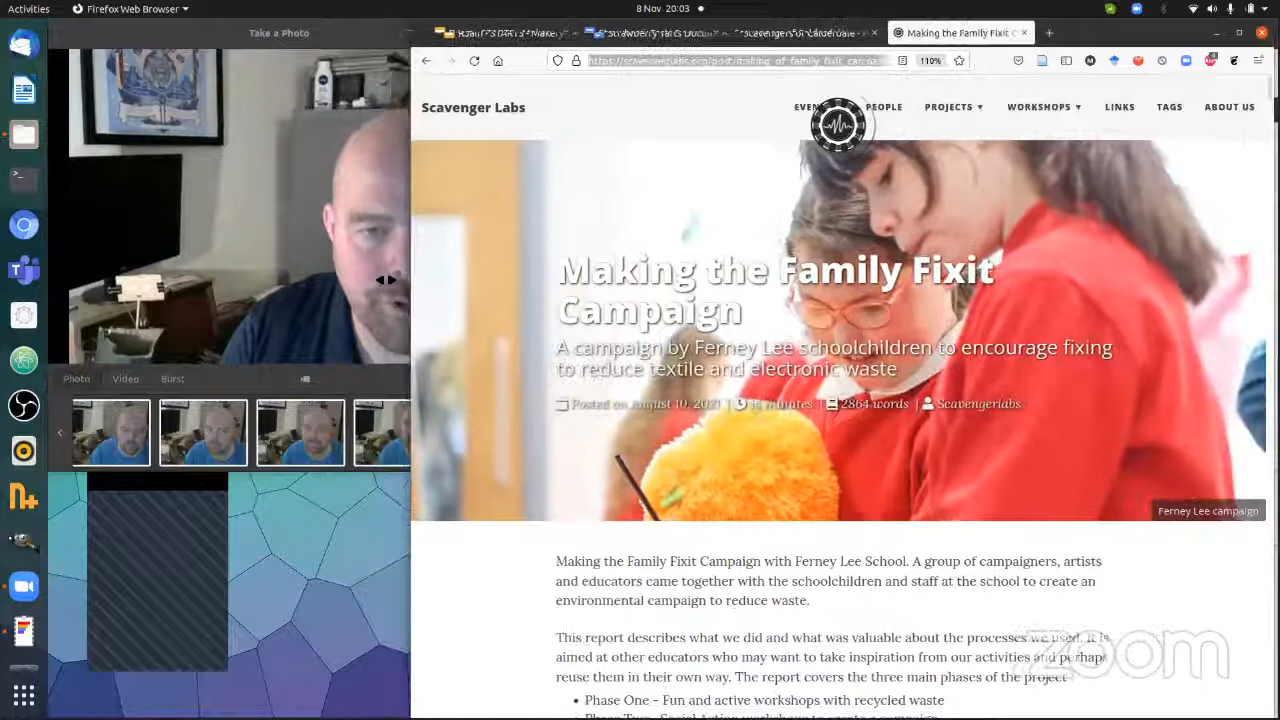 Activities
Firefox Web Browser
8 Nov 20:03
Take a Photo
Making the Family Fixit C
110%
Scavenger Labs
PEOPLE
PROJECTS
WORKSHOPS
LINKS
TAGS
ABOUT US
Making the Family Fixit
Campaign
A campaign by Ferney Lee schoolchildren to encourage fixing
to reduce textile and electronic waste
Posted on August 10, 2021 | minutes | 2864 words | Scavengerlabs
Photo
Video
Burst
Ferney Lee campaign
Making the Family Fixit Campaign with Ferney Lee School. A group of campaigners, artists
and educators came together with the schoolchildren and staff at the school to create an
environmental campaign to reduce waste.
This report describes what we did and what was valuable about the processes we used. It is
aimed at other educators who may want to take inspiration from our activities and perhaps
reuse them in their own way. The report covers the three main phases of the project
• Phase One - Fun and active workshops with recycled waste
zoom